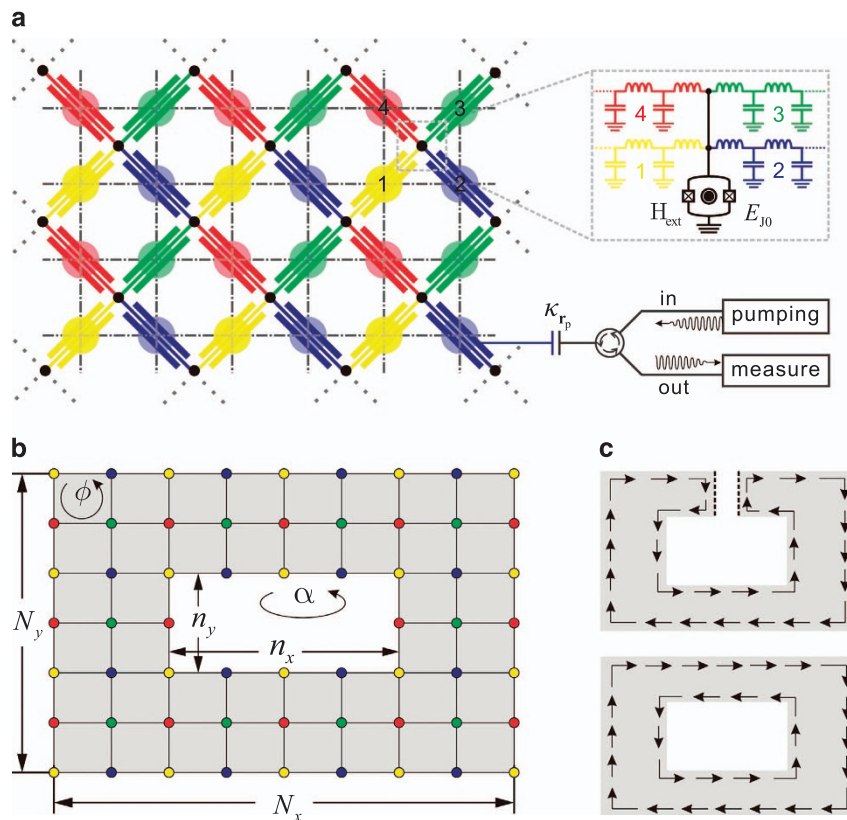 a
4
3
1
2
4
3
1
2
H_ext
E_J0
κ_r_p
in
pumping
out
measure
b
c
ϕ
α
N_y
n_y
n_x
N_x